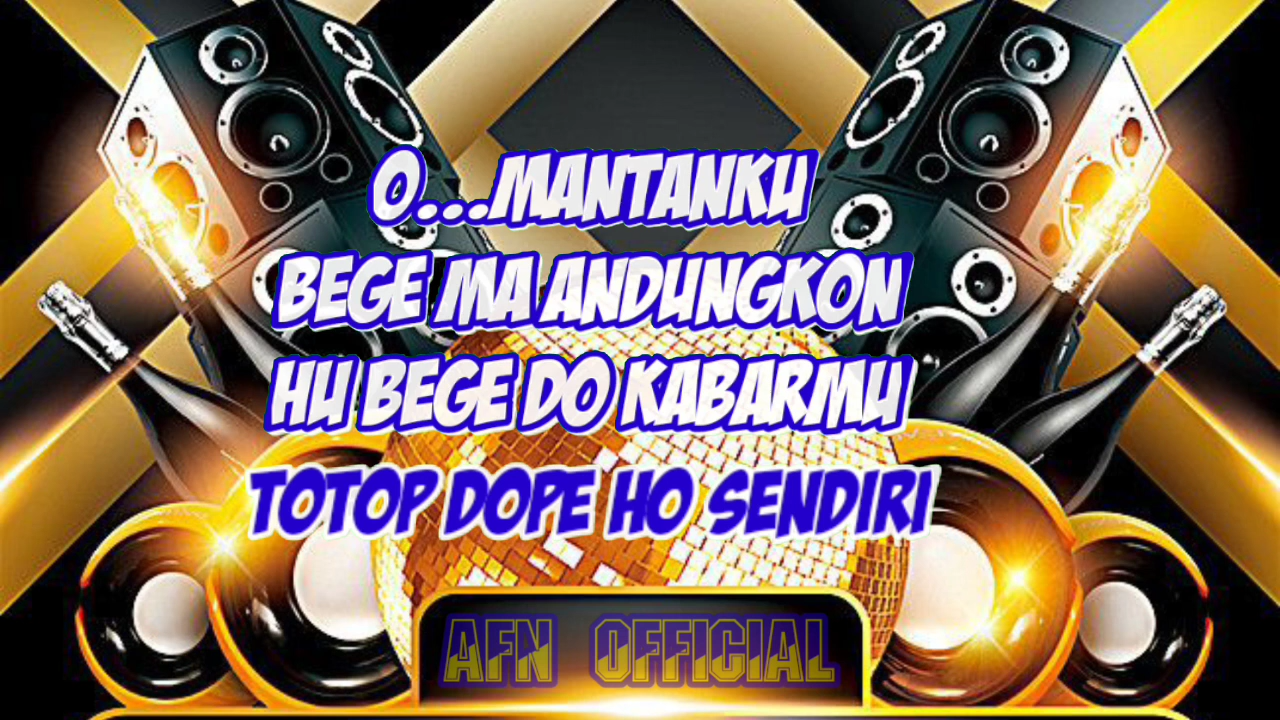 O...MANTANKU
BEGE MA ANDUNGKON
HU BEGE DO KABARMU
TOTOP DOPE HO SENDIRI
AFN OFFICIAL